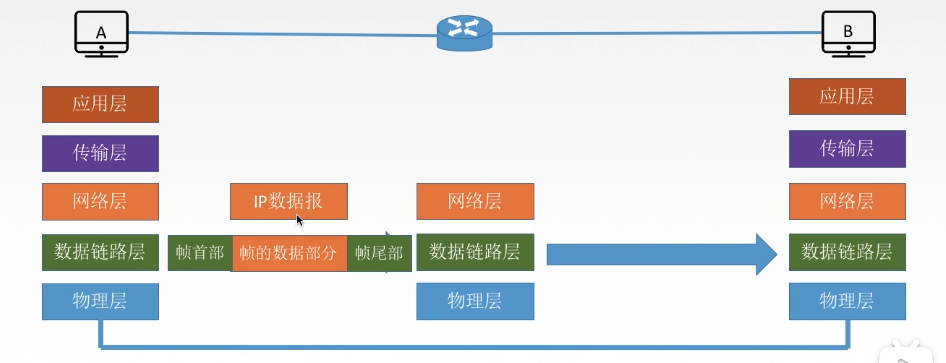 A
B
应用层
应用层
传输层
传输层
网络层
IP数据报
网络层
网络层
数据链路层
帧首部
帧的数据部分
帧尾部
数据链路层
数据链路层
物理层
物理层
物理层